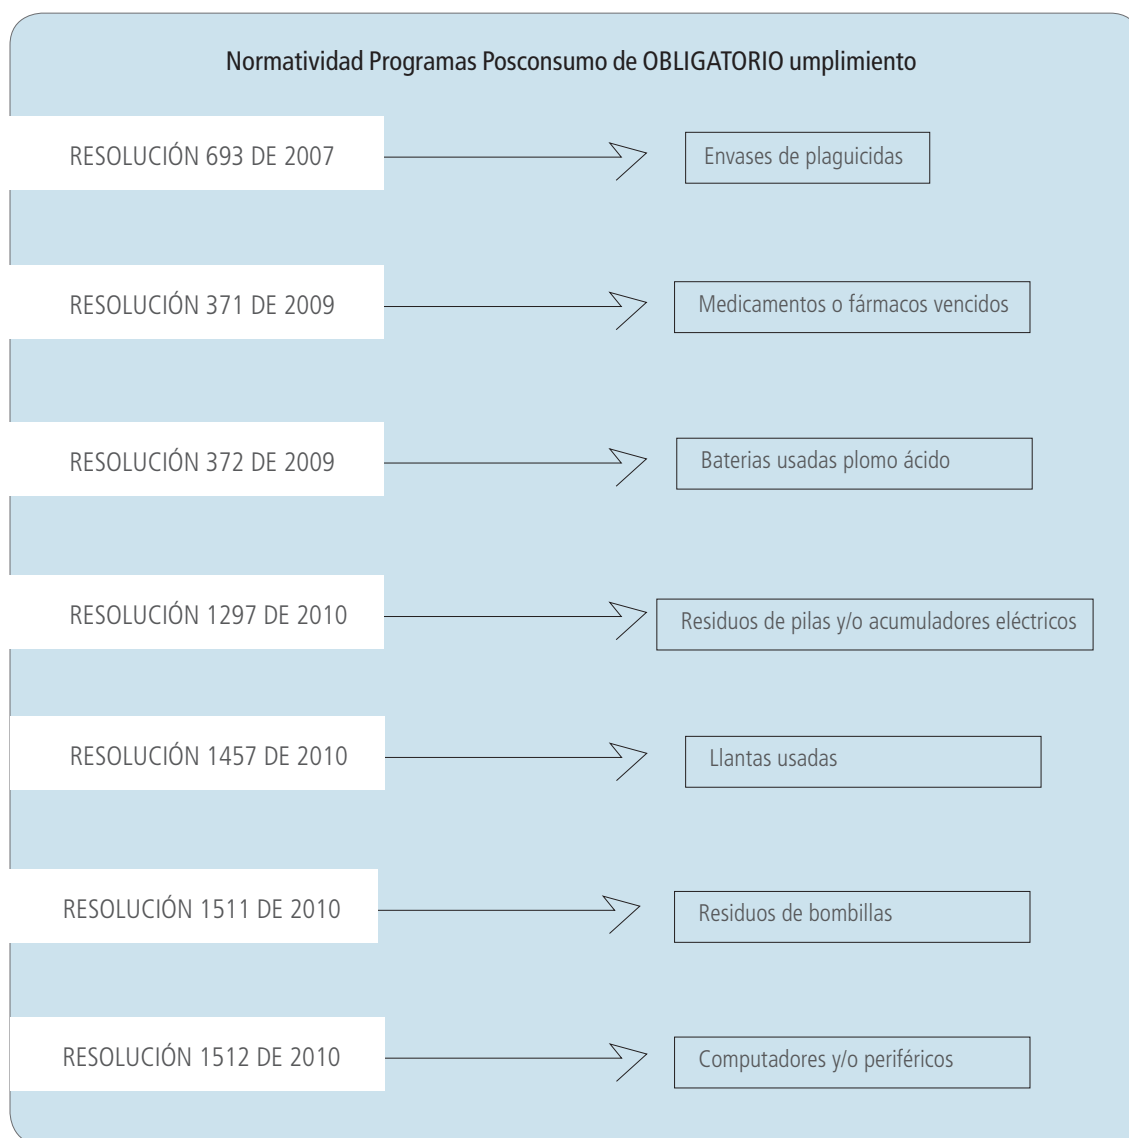 Normatividad Programas Posconsumo de OBLIGATORIO umplimiento
RESOLUCIÓN 693 DE 2007
Envases de plaguicidas
RESOLUCIÓN 371 DE 2009
Medicamentos o fármacos vencidos
RESOLUCIÓN 372 DE 2009
Baterias usadas plomo ácido
RESOLUCIÓN 1297 DE 2010
Residuos de pilas y/o acumuladores eléctricos
RESOLUCIÓN 1457 DE 2010
Llantas usadas
RESOLUCIÓN 1511 DE 2010
Residuos de bombillas
RESOLUCIÓN 1512 DE 2010
Computadores y/o periféricos